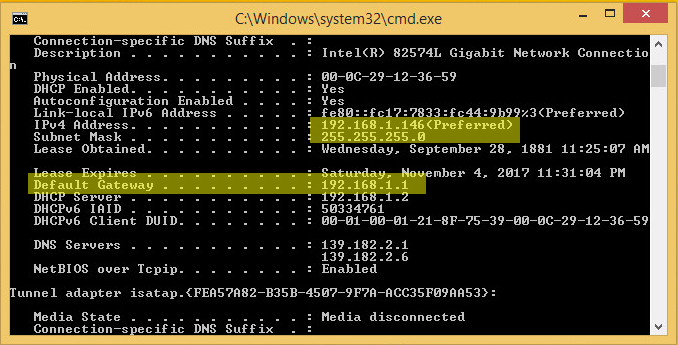 C:\Windows\system32\cmd.exe
C:\.
Connection-specific DNS Suffix . :
Description . . . . . . . . . . . : Intel(R) 82574L Gigabit Network Connectio
n
Physical Address. . . . . . . . . : 00-0C-29-12-36-59
DHCP Enabled. . . . . . . . . . . : Yes
Autoconfiguration Enabled . . . . : Yes
Link-local IPv6 Address . . . . . : fe80::fc17:7833:fc44:9b99%3(Preferred)
IPv4 Address. . . . . . . . . . . : 192.168.1.146(Preferred)
Subnet Mask . . . . . . . . . . . : 255.255.255.0
Lease Obtained. . . . . . . . . . : Wednesday, September 28, 1881 11:25:07 AM
Lease Expires . . . . . . . . . . : Saturday, November 4, 2017 11:31:04 PM
Default Gateway . . . . . . . . . : 192.168.1.1
DHCP Server . . . . . . . . . . . : 192.168.1.2
DHCPv6 IAID . . . . . . . . . . . : 50334761
DHCPv6 Client DUID. . . . . . . . : 00-01-00-01-21-8F-75-39-00-0C-29-12-36-59
DNS Servers . . . . . . . . . . . : 139.182.2.1
139.182.2.6
NetBIOS over Tcpip. . . . . . . . : Enabled
Tunnel adapter isatap.{FEA57A82-B35B-4507-9F7A-ACC35F09AA53}:
Media State . . . . . . . . . . . : Media disconnected
Connection-specific DNS Suffix . :